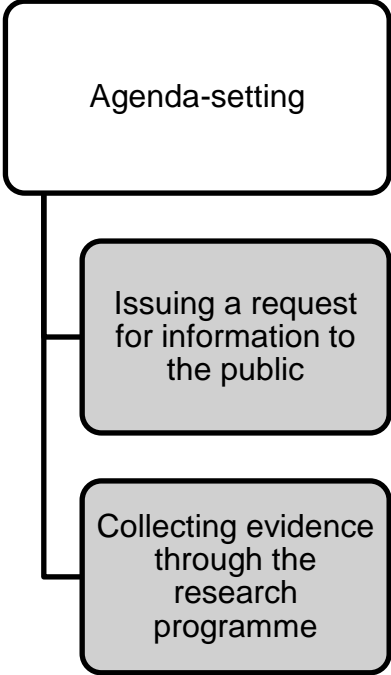 Agenda-setting
Issuing a request
for information to
the public
Collecting evidence
through the
research
programme